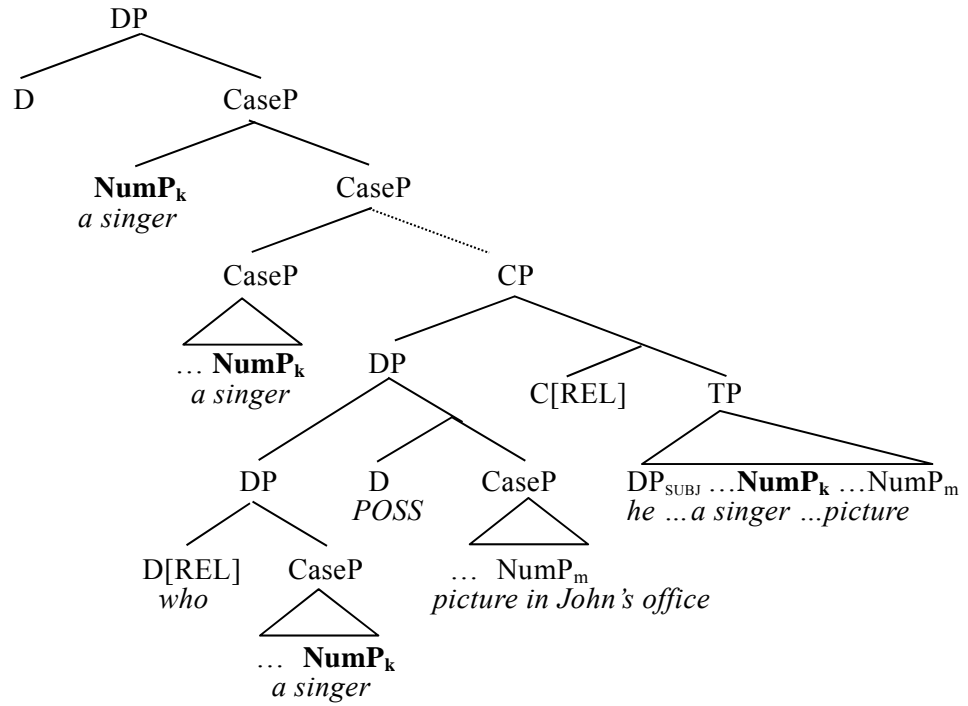 DP
D CaseP
NumPₖ CaseP
a singer
CaseP CP
… NumPₖ DP C[REL] TP
a singer
DP D CaseP DP_SUBJ …NumPₖ …NumPₘ
POSS he …a singer …picture
D[REL] CaseP … NumPₘ
who picture in John's office
… NumPₖ
a singer